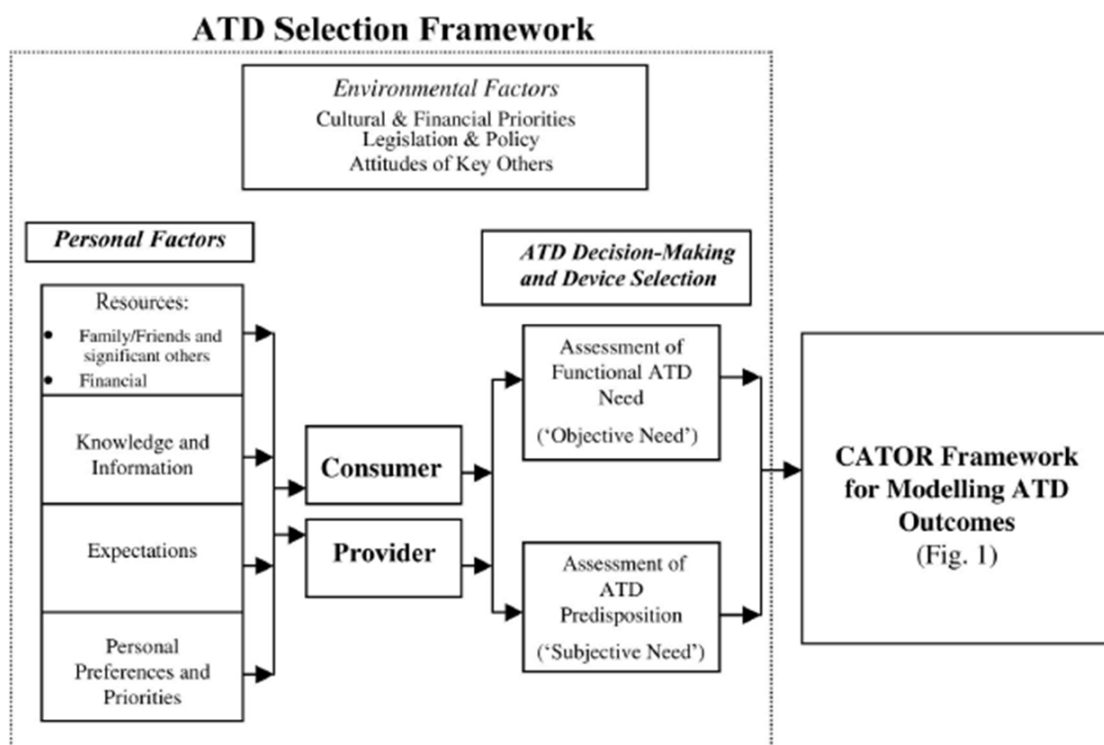 ATD Selection Framework
Environmental Factors
Cultural & Financial Priorities
Legislation & Policy
Attitudes of Key Others
Personal Factors
Resources:
• Family/Friends and
significant others
• Financial
Knowledge and
Information
Expectations
Personal
Preferences and
Priorities
Consumer
Provider
ATD Decision-Making
and Device Selection
Assessment of
Functional ATD
Need
(‘Objective Need’)
Assessment of
ATD
Predisposition
(‘Subjective Need’)
CATOR Framework
for Modelling ATD
Outcomes
(Fig. 1)